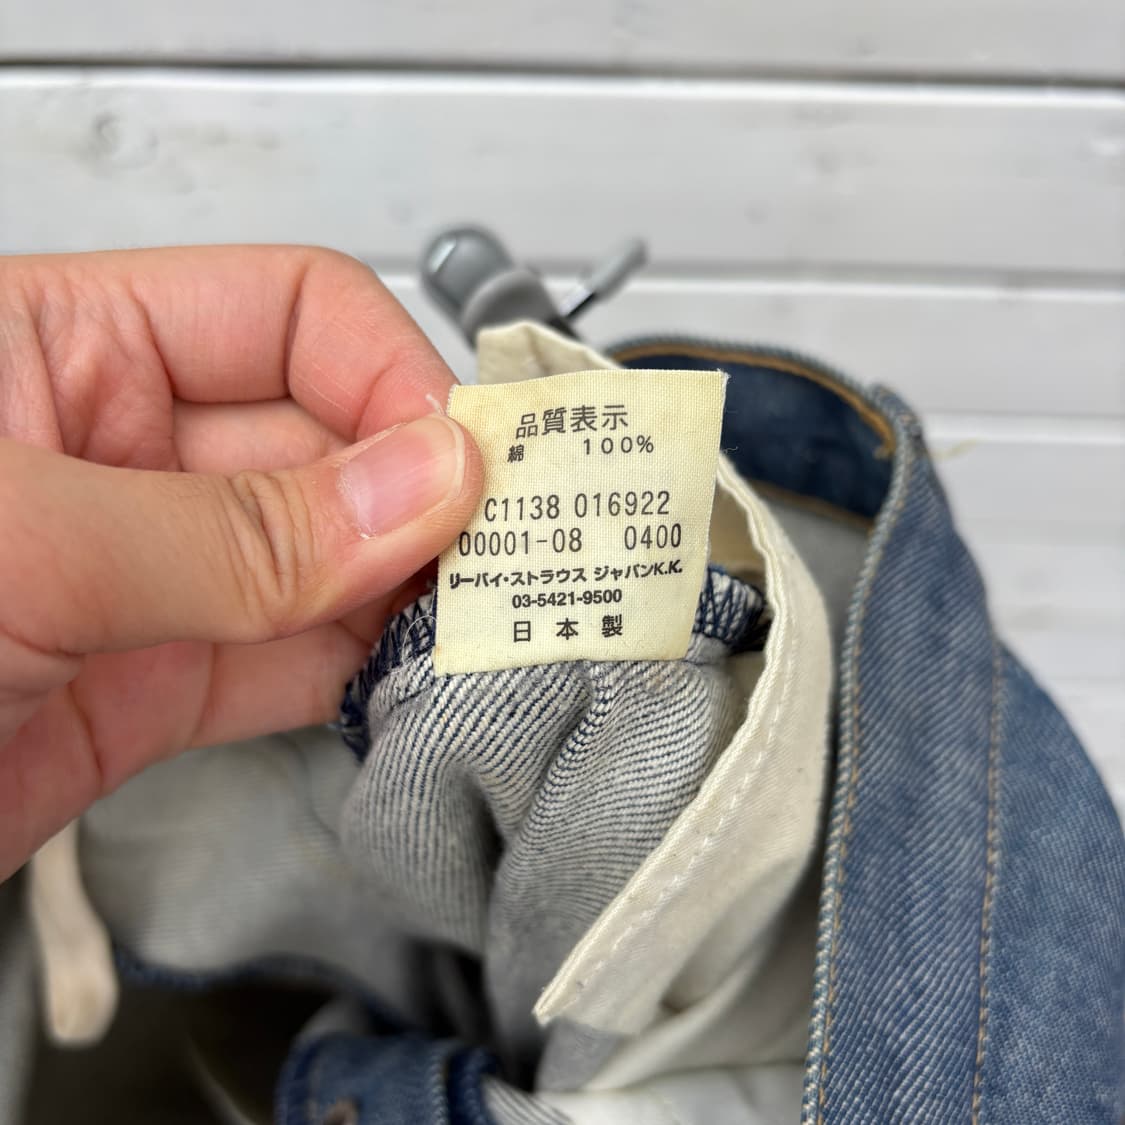 品質表示
綿 100%
C1138 016922
00001-08 0400
リーバイ・ストラウス ジャパンK.K.
03-5421-9500
日本製